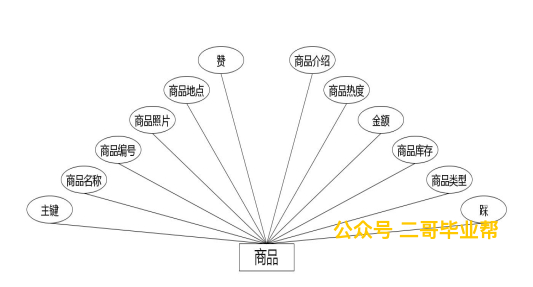 赞
商品介绍
商品地点
商品热度
商品照片
金额
商品编号
商品库存
商品名称
商品类型
主键
踩
公众号 二哥毕业帮
商品